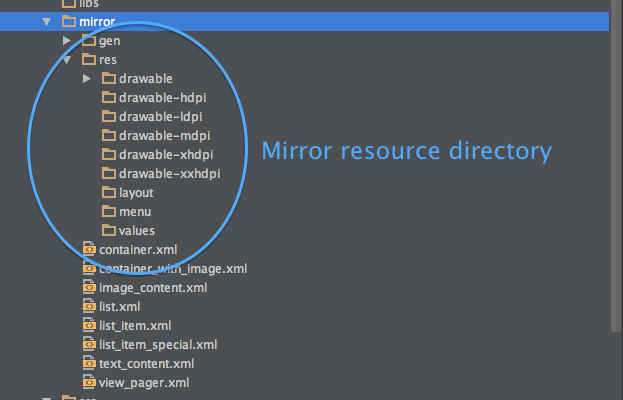 libs
mirror
gen
res
drawable
drawable-hdpi
drawable-ldpi
drawable-mdpi
drawable-xhdpi
Mirror resource directory
drawable-xxhdpi
layout
menu
values
container.xml
container_with_image.xml
image_content.xml
list.xml
list_item.xml
list_item_special.xml
text_content.xml
view_pager.xml